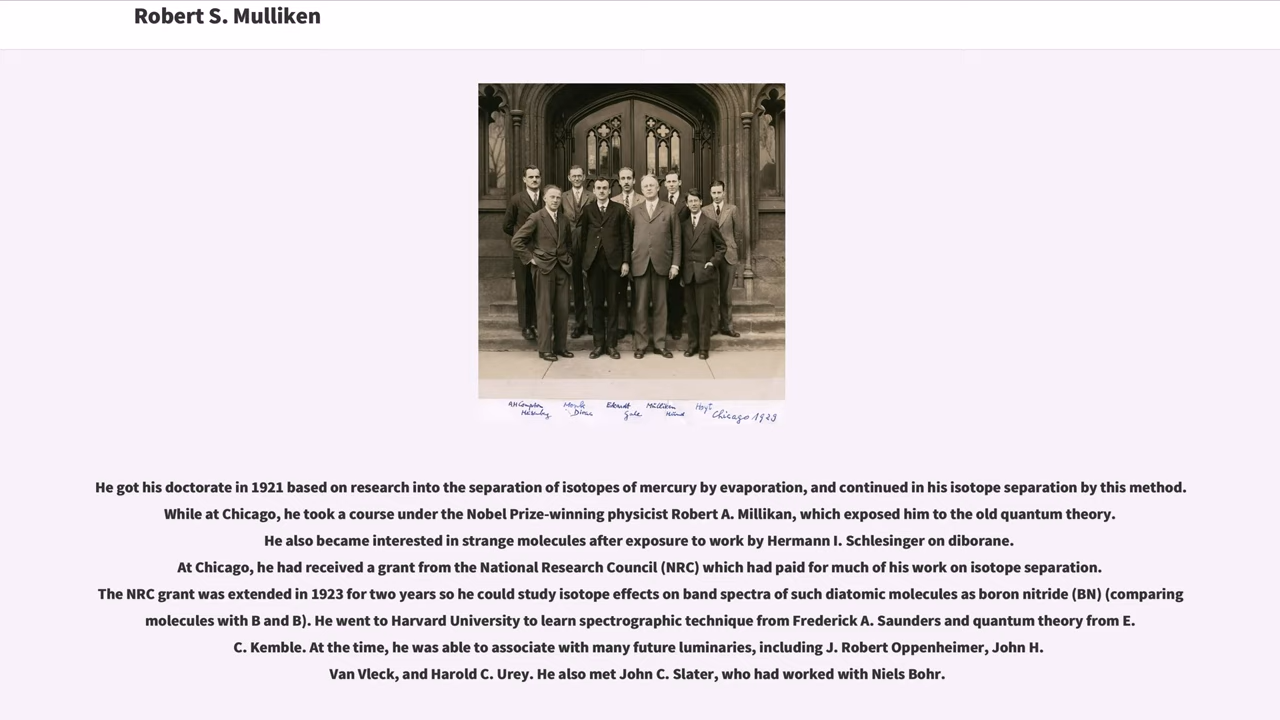 Robert S. Mulliken
AHCompton Monk Eckardt Mulliken Hoyt
Dirac Gale Hund Chicago 1929
He got his doctorate in 1921 based on research into the separation of isotopes of mercury by evaporation, and continued in his isotope separation by this method.
While at Chicago, he took a course under the Nobel Prize-winning physicist Robert A. Millikan, which exposed him to the old quantum theory.
He also became interested in strange molecules after exposure to work by Hermann I. Schlesinger on diborane.
At Chicago, he had received a grant from the National Research Council (NRC) which had paid for much of his work on isotope separation.
The NRC grant was extended in 1923 for two years so he could study isotope effects on band spectra of such diatomic molecules as boron nitride (BN) (comparing
molecules with B and B). He went to Harvard University to learn spectrographic technique from Frederick A. Saunders and quantum theory from E.
C. Kemble. At the time, he was able to associate with many future luminaries, including J. Robert Oppenheimer, John H.
Van Vleck, and Harold C. Urey. He also met John C. Slater, who had worked with Niels Bohr.